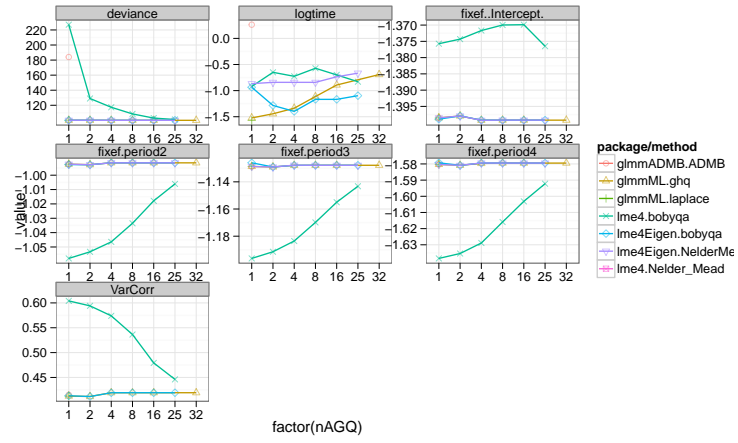 deviance
logtime
fixef..Intercept.
220
200
180
160
140
120
0.0
−0.5
−1.0
−1.5
−1.370
−1.375
−1.380
−1.385
−1.390
−1.395
1 2 4 8 16 25 32
1 2 4 8 16 25 32
1 2 4 8 16 25 32
fixef.period2
fixef.period3
fixef.period4
value
−1.00
−1.01
−1.02
−1.03
−1.04
−1.05
−1.14
−1.16
−1.18
−1.58
−1.59
−1.60
−1.61
−1.62
−1.63
1 2 4 8 16 25 32
1 2 4 8 16 25 32
1 2 4 8 16 25 32
VarCorr
0.60
0.55
0.50
0.45
1 2 4 8 16 25 32
factor(nAGQ)
package/method
glmmADMB.ADMB
glmmML.ghq
glmmML.laplace
lme4.bobyqa
lme4Eigen.bobyqa
lme4Eigen.NelderMe
lme4.Nelder_Mead